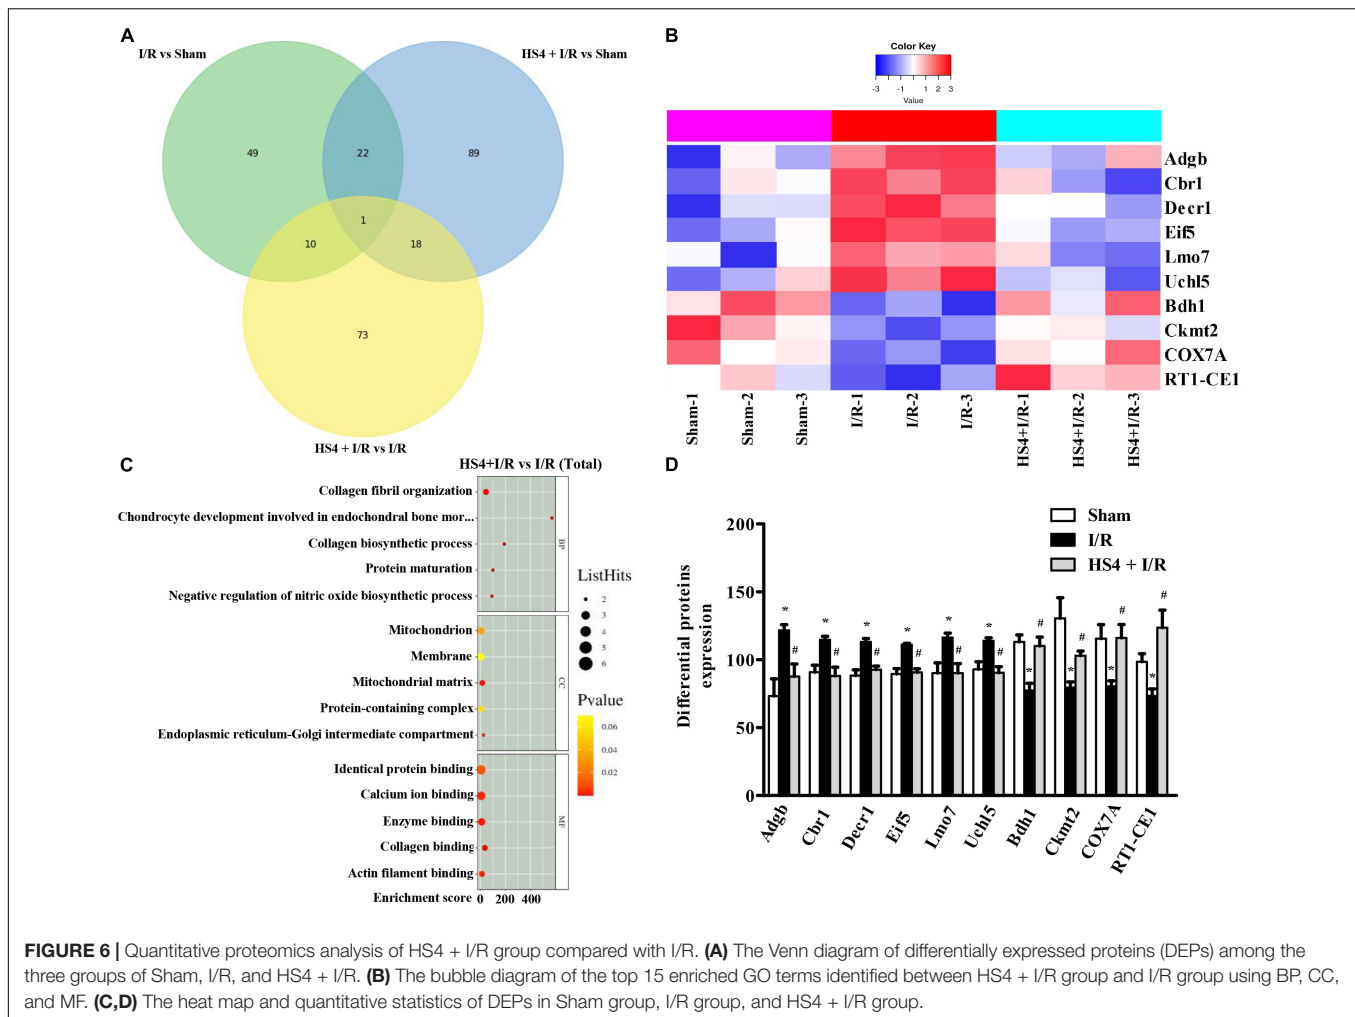 A
I/R vs Sham
HS4 + I/R vs Sham
49
22
89
1
10
18
73
HS4 + I/R vs I/R
B
Color Key
-3 -1 1 2 3
Value
Adgb
Cbr1
Decr1
Eif5
Lmo7
Uchl5
Bdh1
Ckmt2
COX7A
RT1-CE1
Sham-1
Sham-2
Sham-3
I/R-1
I/R-2
I/R-3
HS4+I/R-1
HS4+I/R-2
HS4+I/R-3
C
HS4+I/R vs I/R (Total)
Collagen fibril organization
Chondrocyte development involved in endochondral bone mor...
Collagen biosynthetic process
Protein maturation
Negative regulation of nitric oxide biosynthetic process
BP
Mitochondrion
Membrane
Mitochondrial matrix
Protein-containing complex
Endoplasmic reticulum-Golgi intermediate compartment
CC
Identical protein binding
Calcium ion binding
Enzyme binding
Collagen binding
Actin filament binding
MF
Enrichment score 0 200 400
ListHits
2
3
4
5
6
Pvalue
0.06
0.04
0.02
D
Sham
I/R
HS4 + I/R
Differential proteins
expression
200
150
100
50
0
* # * # * # * # * # * # * # * # * # * #
Adgb
Cbr1
Decr1
Eif5
Lmo7
Uchl5
Bdh1
Ckmt2
COX7A
RT1-CE1
FIGURE 6 | Quantitative proteomics analysis of HS4 + I/R group compared with I/R. (A) The Venn diagram of differentially expressed proteins (DEPs) among the
three groups of Sham, I/R, and HS4 + I/R. (B) The bubble diagram of the top 15 enriched GO terms identified between HS4 + I/R group and I/R group using BP, CC,
and MF. (C,D) The heat map and quantitative statistics of DEPs in Sham group, I/R group, and HS4 + I/R group.